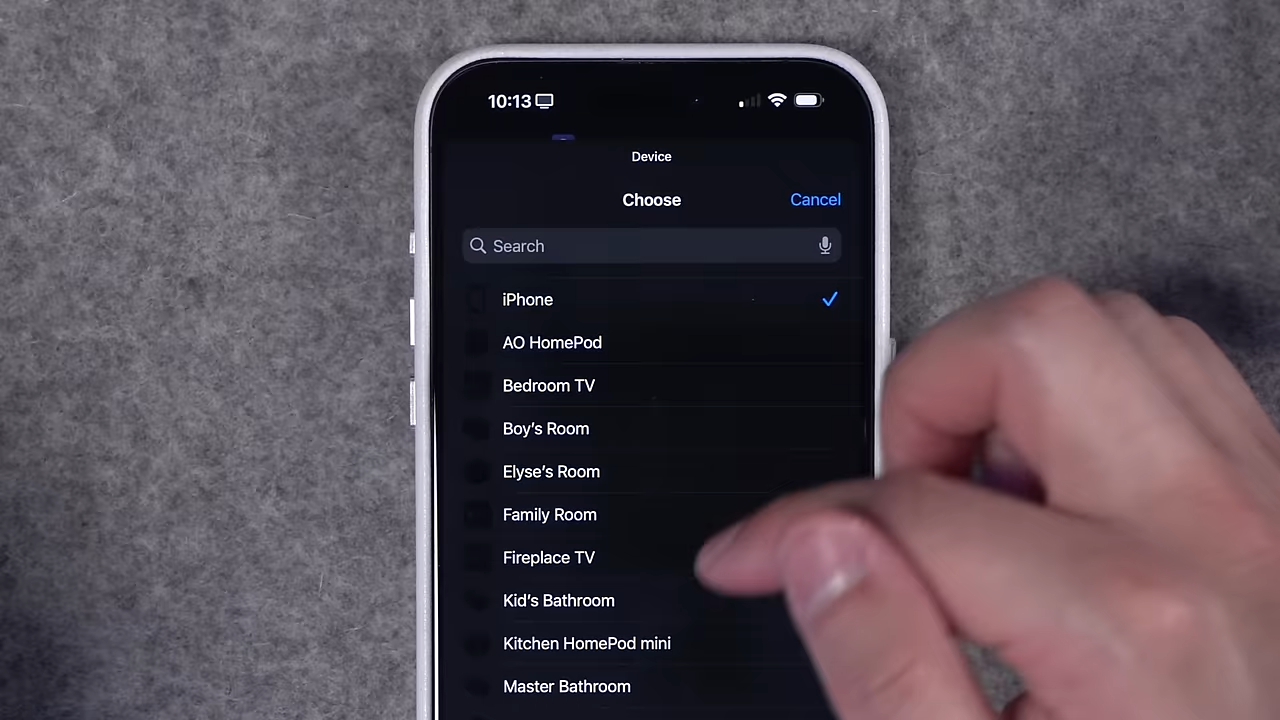 10:13
Device
Choose Cancel
Search
iPhone
AO HomePod
Bedroom TV
Boy’s Room
Elyse’s Room
Family Room
Fireplace TV
Kid’s Bathroom
Kitchen HomePod mini
Master Bathroom